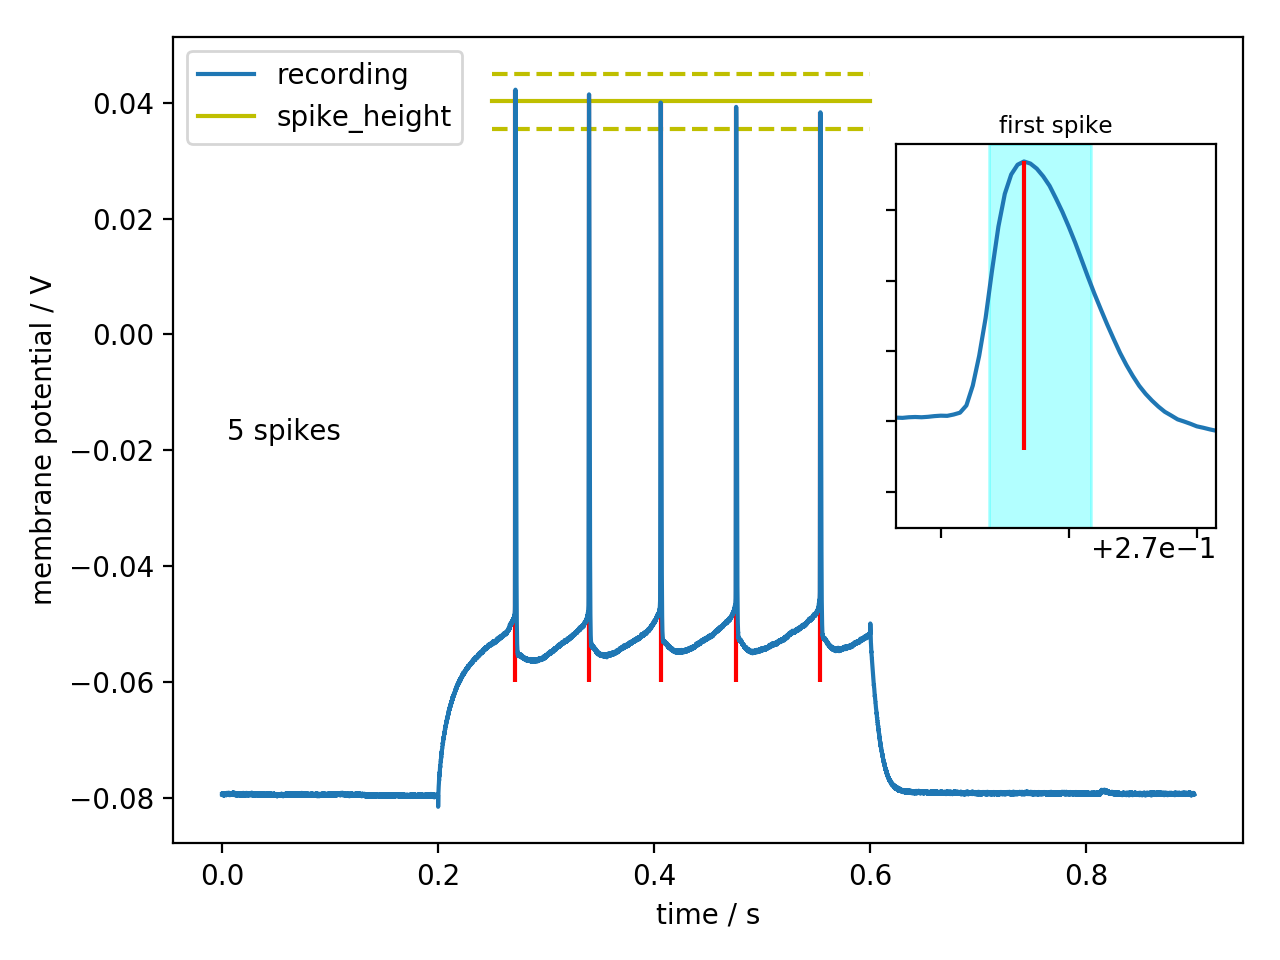 recording
spike_height
first spike
+2.7e−1
5 spikes
membrane potential / V
0.04
0.02
0.00
−0.02
−0.04
−0.06
−0.08
0.0
0.2
0.4
0.6
0.8
time / s